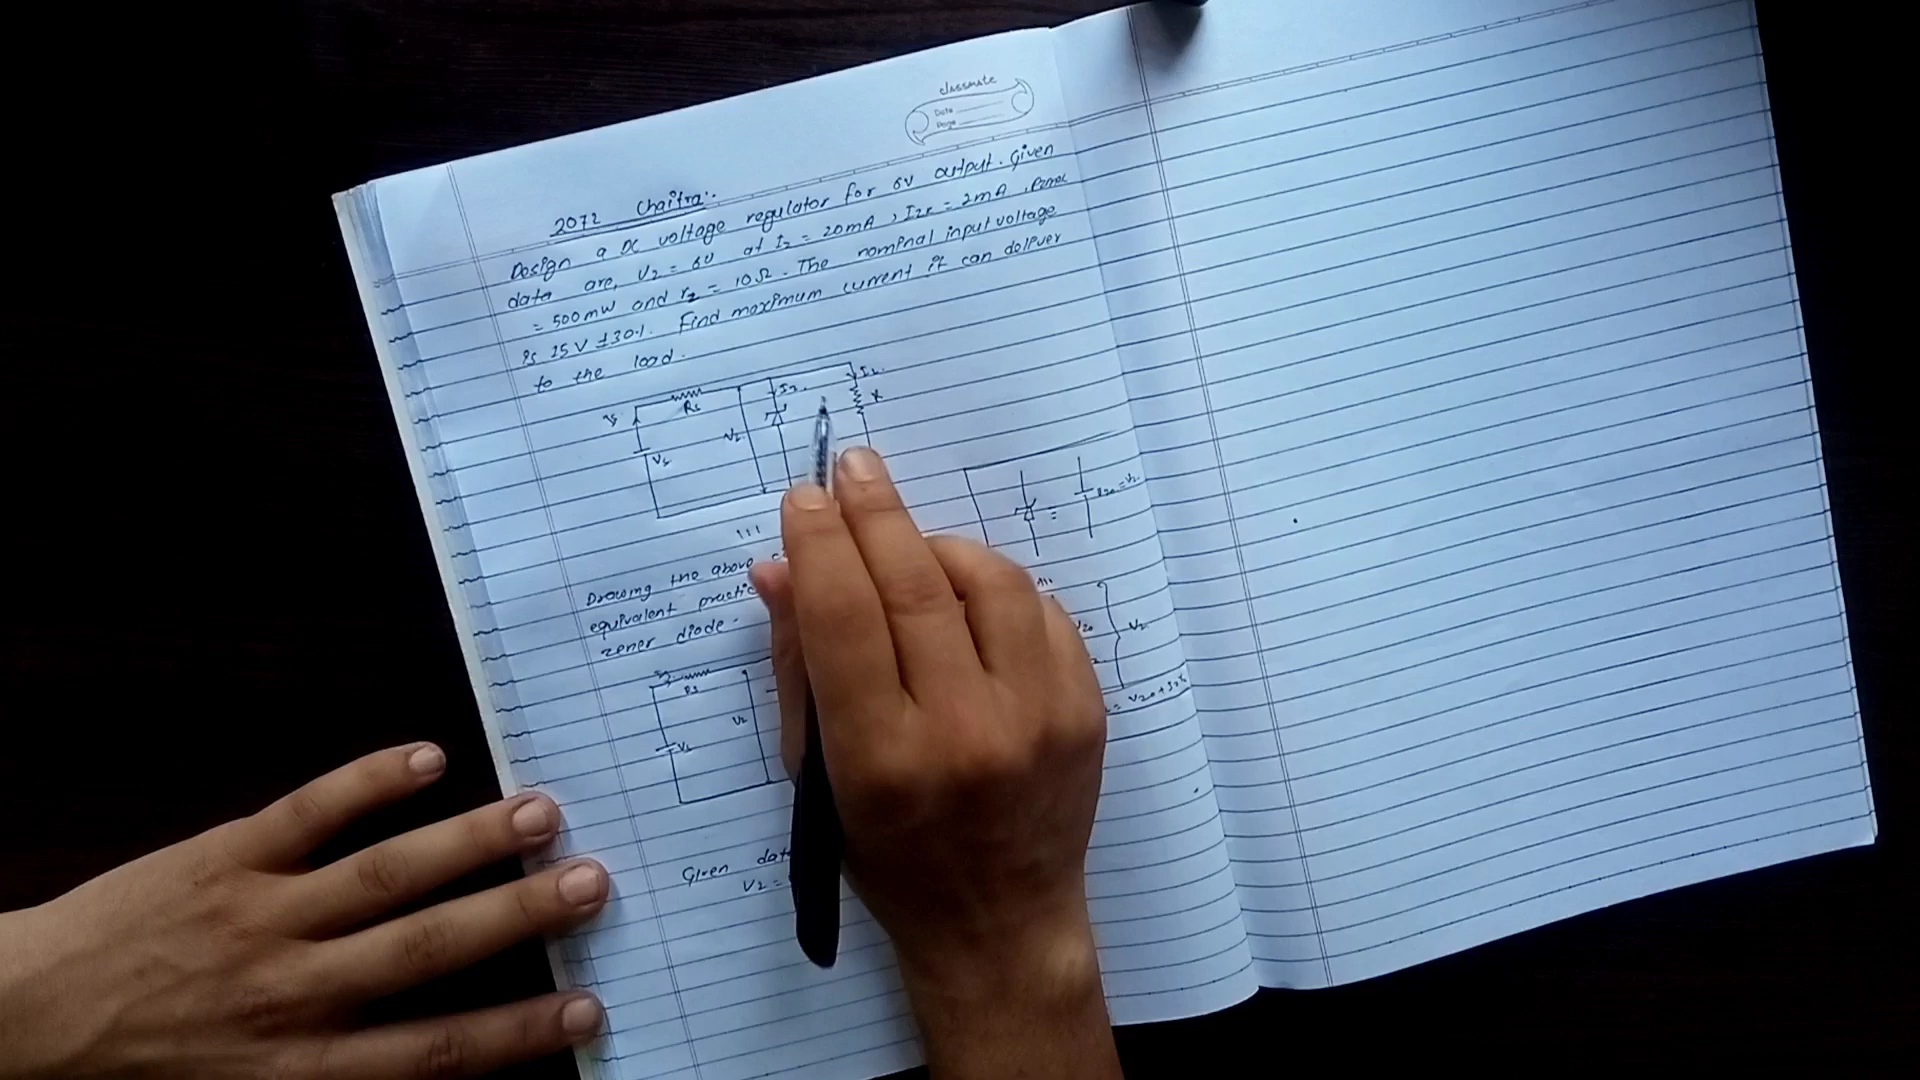 classmate
Date
Page
2072 Chaitra:
Design a DC voltage regulator for 6V output. Given
data are, Vz = 6V at Iz = 20mA, Izk = 2mA, Pzmax
= 500mW and rz = 10Ω. The nominal input voltage
is 15V ±30%. Find maximum current it can deliver
to the load.
Rs
Iz
IL
Vz
Vs
Drawing the above
equivalent
zener diode.
Vzo
Vz
Rs
Vz
Vs
= Vzo + Izrz
Given
Vz =